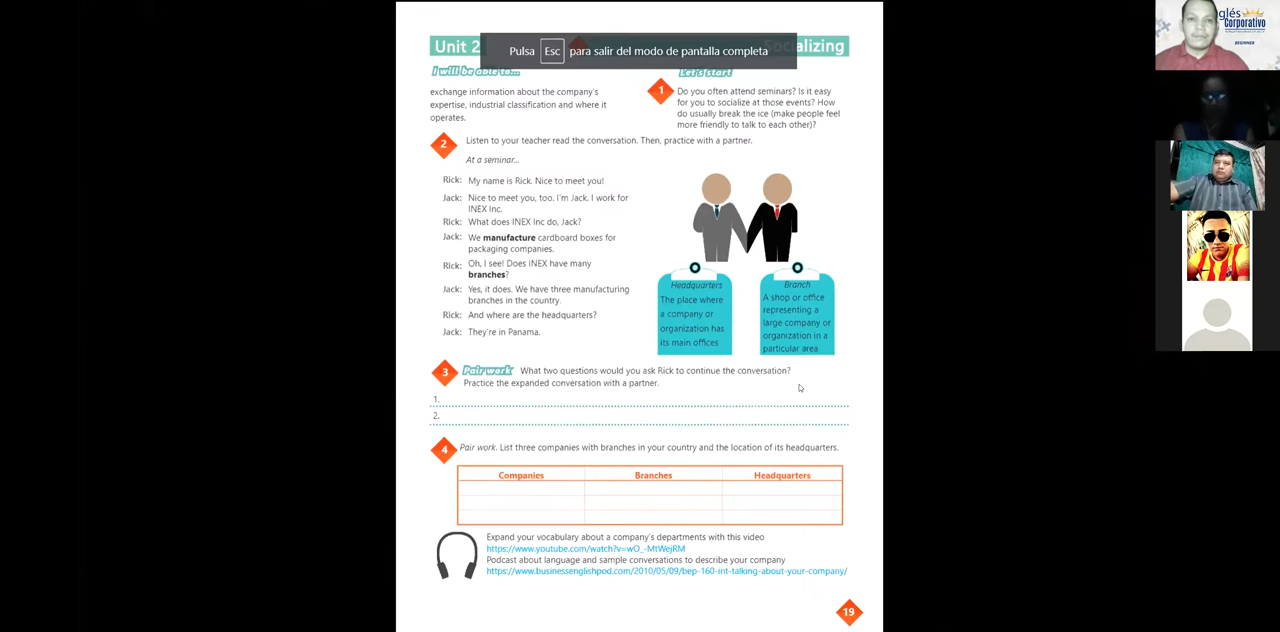 Unit 2
Socializing
Pulsa Esc para salir del modo de pantalla completa
I will be able to...
exchange information about the company's
expertise, industrial classification and where it
operates.
Let's start
1
Do you often attend seminars? Is it easy
for you to socialize at those events? How
do usually break the ice (make people feel
more friendly to talk to each other)?
2
Listen to your teacher read the conversation. Then, practice with a partner.
At a seminar...
Rick: My name is Rick. Nice to meet you!
Jack: Nice to meet you, too. I'm Jack. I work for
INEX Inc.
Rick: What does INEX Inc do, Jack?
Jack: We manufacture cardboard boxes for
packaging companies.
Rick: Oh, I see! Does INEX have many
branches?
Jack: Yes, it does. We have three manufacturing
branches in the country.
Rick: And where are the headquarters?
Jack: They're in Panama.
Headquarters
The place where
a company or
organization has
its main offices
Branch
A shop or office
representing a
large company or
organization in a
particular area
3
Pair work What two questions would you ask Rick to continue the conversation?
Practice the expanded conversation with a partner.
1.
2.
4
Pair work. List three companies with branches in your country and the location of its headquarters.
Companies Branches Headquarters
Expand your vocabulary about a company's departments with this video
https://www.youtube.com/watch?v=wO_-MtWejRM
Podcast about language and sample conversations to describe your company
https://www.businessenglishpod.com/2010/05/09/bep-160-int-talking-about-your-company/
19
glés
Corporativo
BEGINNER